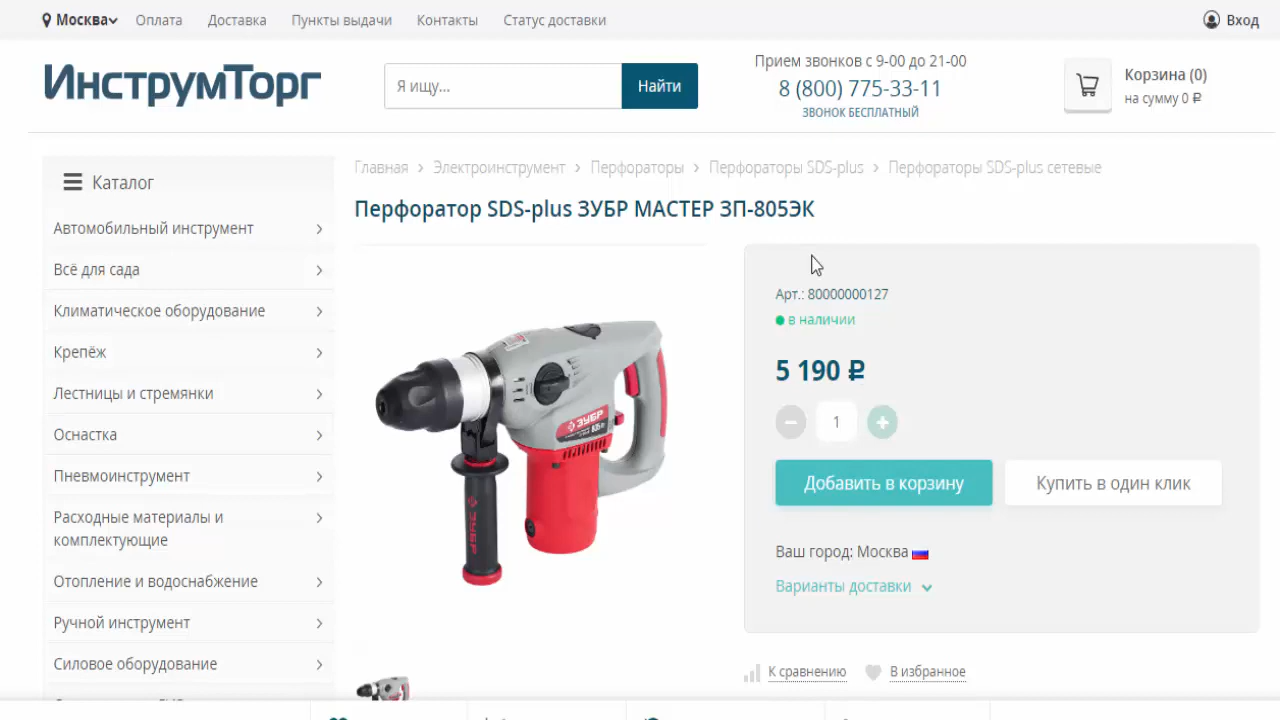 Москва Оплата Доставка Пункты выдачи Контакты Статус доставки Вход
ИнструмТорг
Я ищу...
Найти
Прием звонков с 9-00 до 21-00
8 (800) 775-33-11
ЗВОНОК БЕСПЛАТНЫЙ
Корзина (0)
на сумму 0 ₽
Каталог
Автомобильный инструмент
Всё для сада
Климатическое оборудование
Крепёж
Лестницы и стремянки
Оснастка
Пневмоинструмент
Расходные материалы и
комплектующие
Отопление и водоснабжение
Ручной инструмент
Силовое оборудование
Главная › Электроинструмент › Перфораторы › Перфораторы SDS-plus › Перфораторы SDS-plus сетевые
Перфоратор SDS-plus ЗУБР МАСТЕР ЗП-805ЭК
ЗУБР
805
ЗУБР
Арт.: 80000000127
в наличии
5 190 ₽
1
Добавить в корзину
Купить в один клик
Ваш город: Москва
Варианты доставки
К сравнению
В избранное